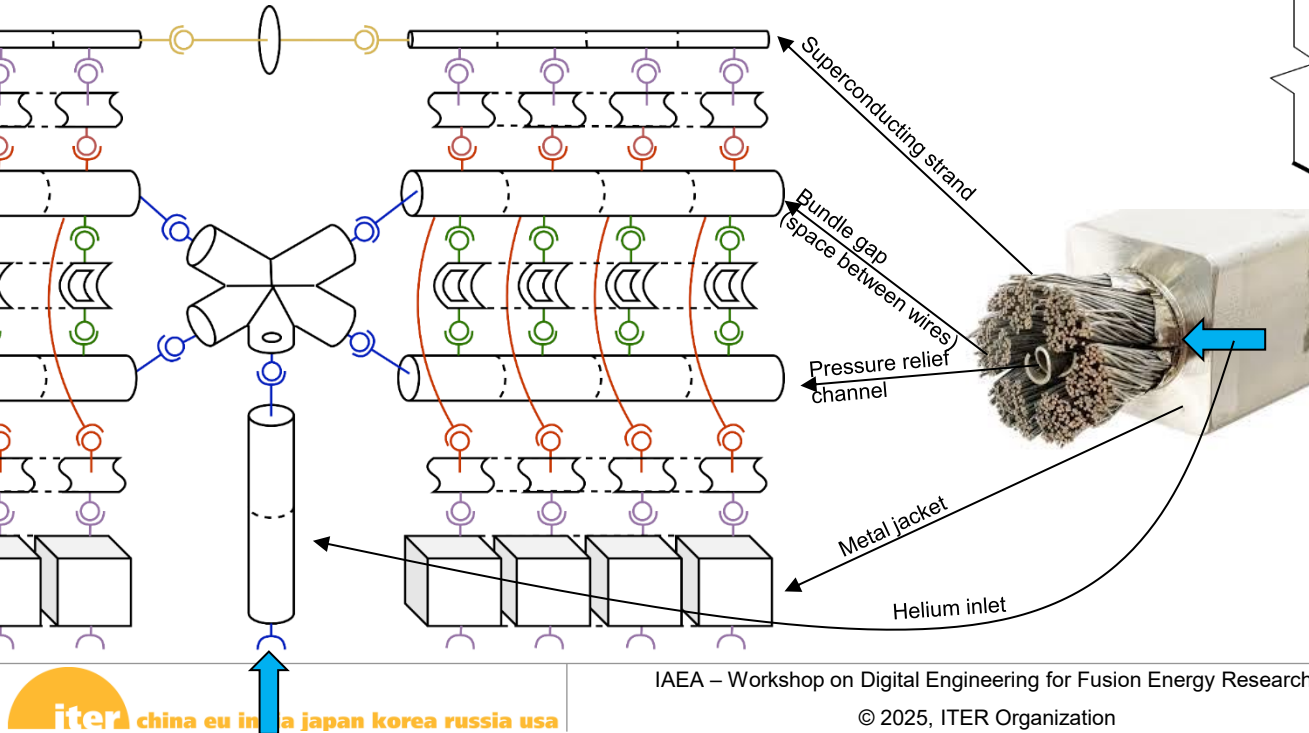 Superconducting strand
Bundle gap
(space between wires)
Pressure relief
channel
Metal jacket
Helium inlet
iter
china eu in a japan korea russia usa
IAEA – Workshop on Digital Engineering for Fusion Energy Research
© 2025, ITER Organization